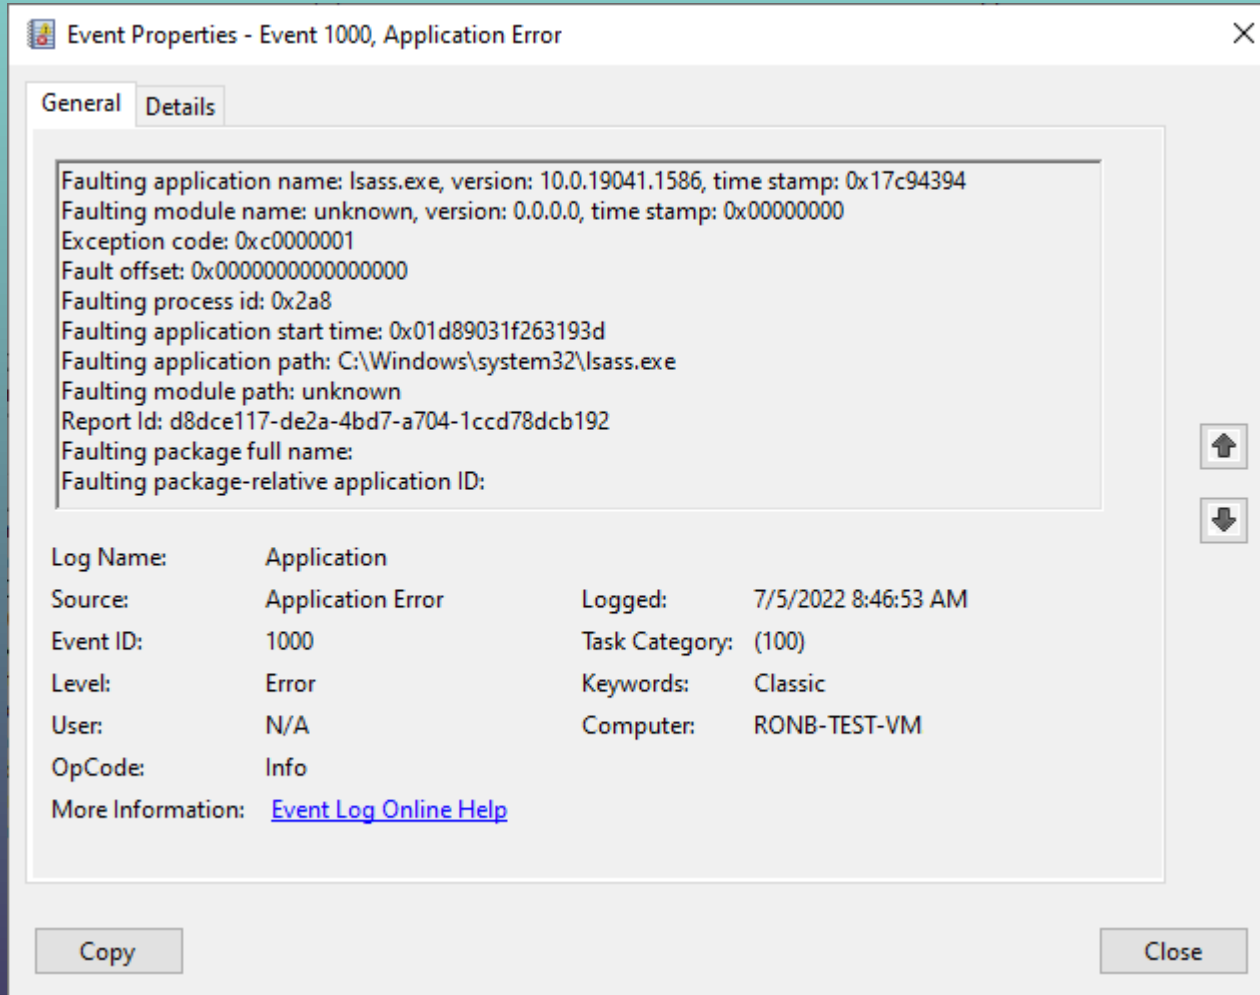 Event Properties - Event 1000, Application Error
General Details
Faulting application name: lsass.exe, version: 10.0.19041.1586, time stamp: 0x17c94394
Faulting module name: unknown, version: 0.0.0.0, time stamp: 0x00000000
Exception code: 0xc0000001
Fault offset: 0x0000000000000000
Faulting process id: 0x2a8
Faulting application start time: 0x01d89031f263193d
Faulting application path: C:\Windows\system32\lsass.exe
Faulting module path: unknown
Report Id: d8dce117-de2a-4bd7-a704-1ccd78dcb192
Faulting package full name:
Faulting package-relative application ID:
Log Name: Application
Source: Application Error Logged: 7/5/2022 8:46:53 AM
Event ID: 1000 Task Category: (100)
Level: Error Keywords: Classic
User: N/A Computer: RONB-TEST-VM
OpCode: Info
More Information: Event Log Online Help
Copy Close